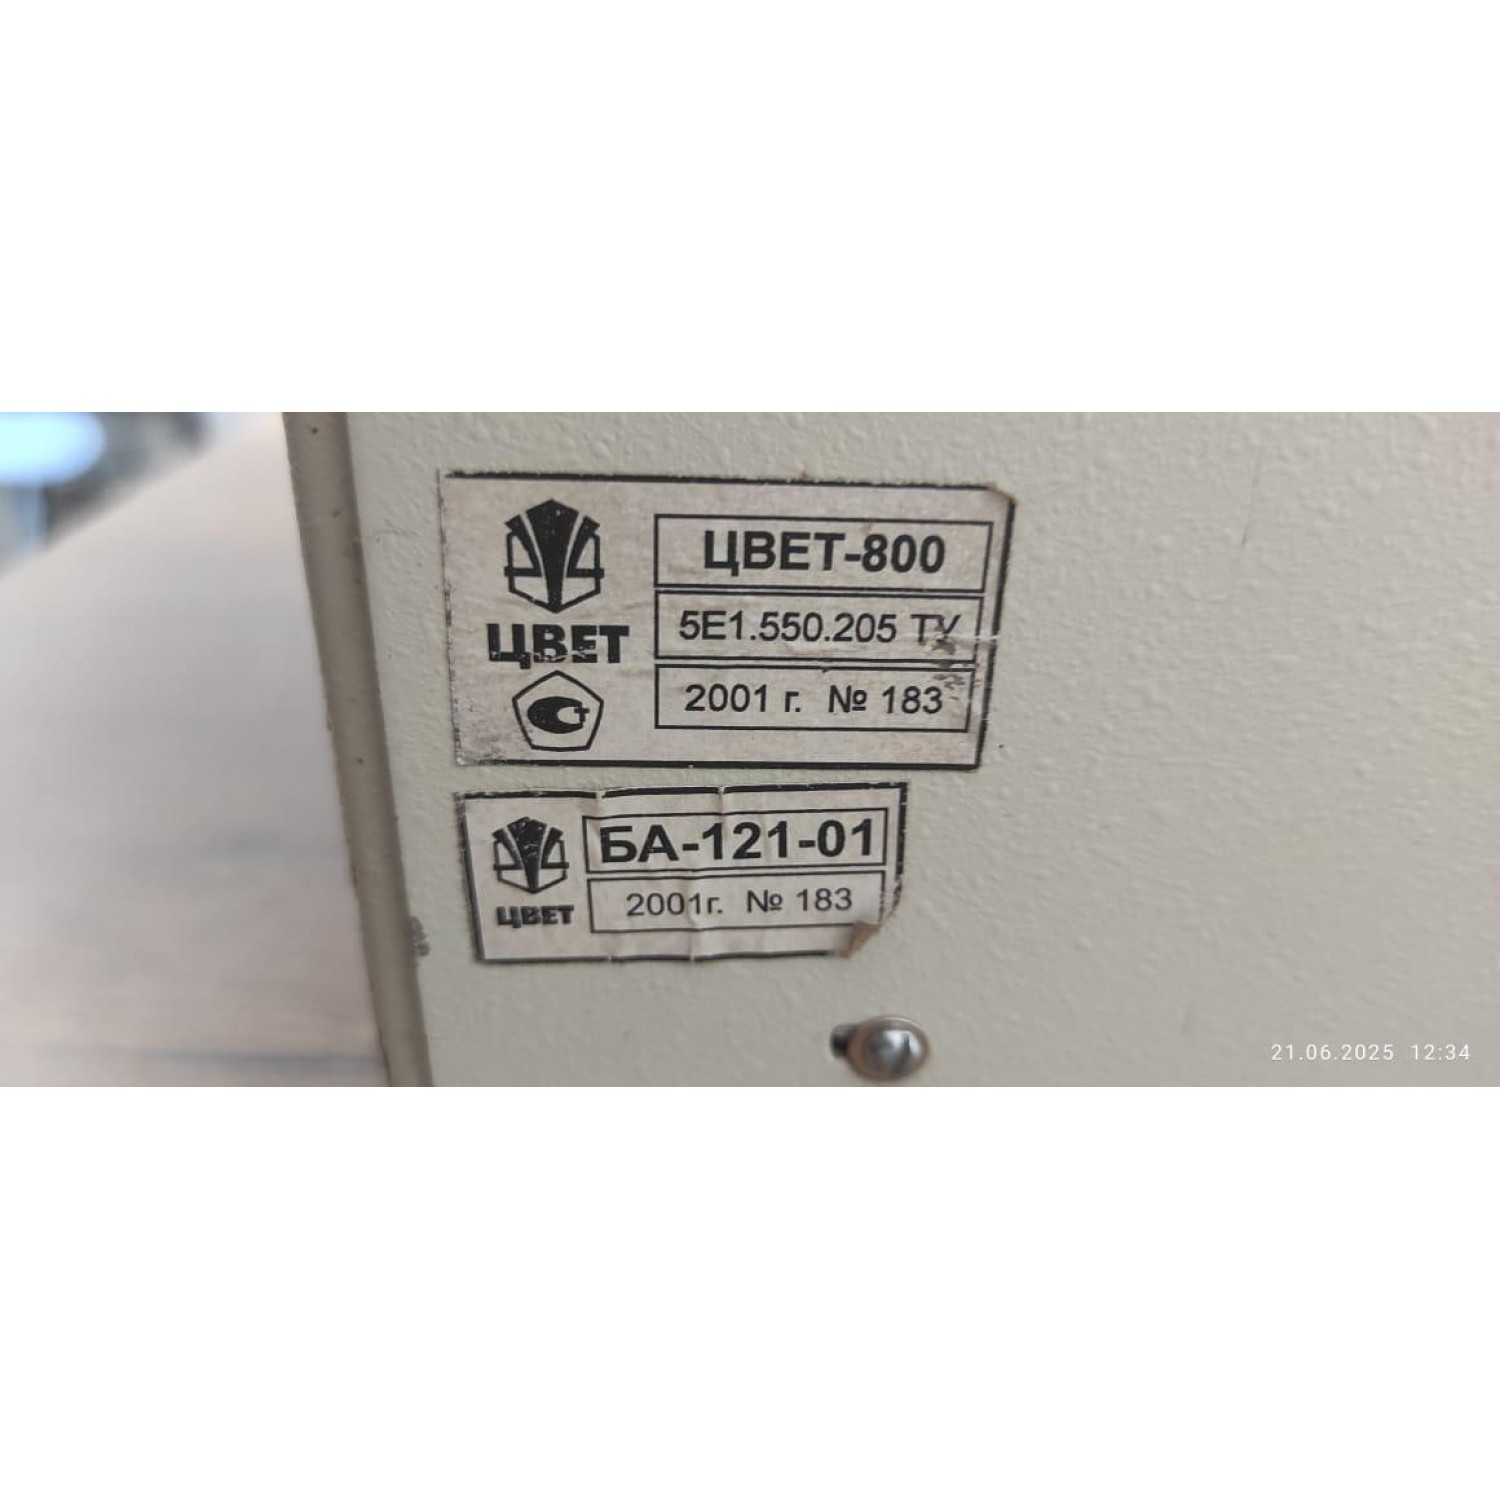 ЦВЕТ
ЦВЕТ-800
5Е1.550.205 ТУ
2001 г. № 183
ЦВЕТ
БА-121-01
2001г. № 183
21.06.2025 12:34